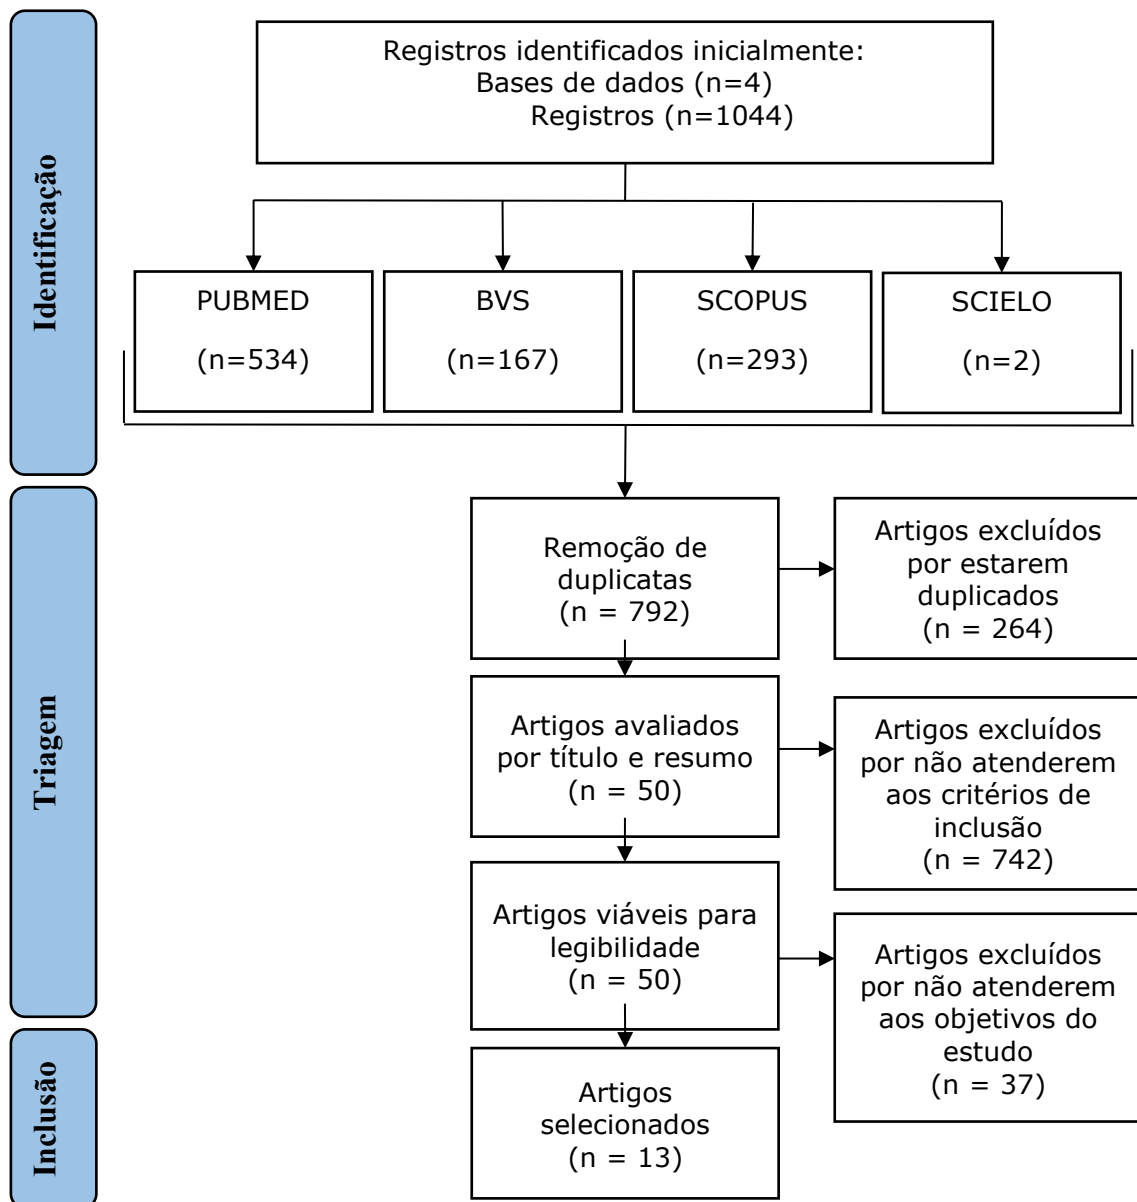 Identificação
Registros identificados inicialmente:
Bases de dados (n=4)
Registros (n=1044)
PUBMED
(n=534)
BVS
(n=167)
SCOPUS
(n=293)
SCIELO
(n=2)
Triagem
Remoção de
duplicatas
(n = 792)
Artigos excluídos
por estarem
duplicados
(n = 264)
Artigos avaliados
por título e resumo
(n = 50)
Artigos excluídos
por não atenderem
aos critérios de
inclusão
(n = 742)
Artigos viáveis para
legibilidade
(n = 50)
Artigos excluídos
por não atenderem
aos objetivos do
estudo
(n = 37)
Inclusão
Artigos
selecionados
(n = 13)